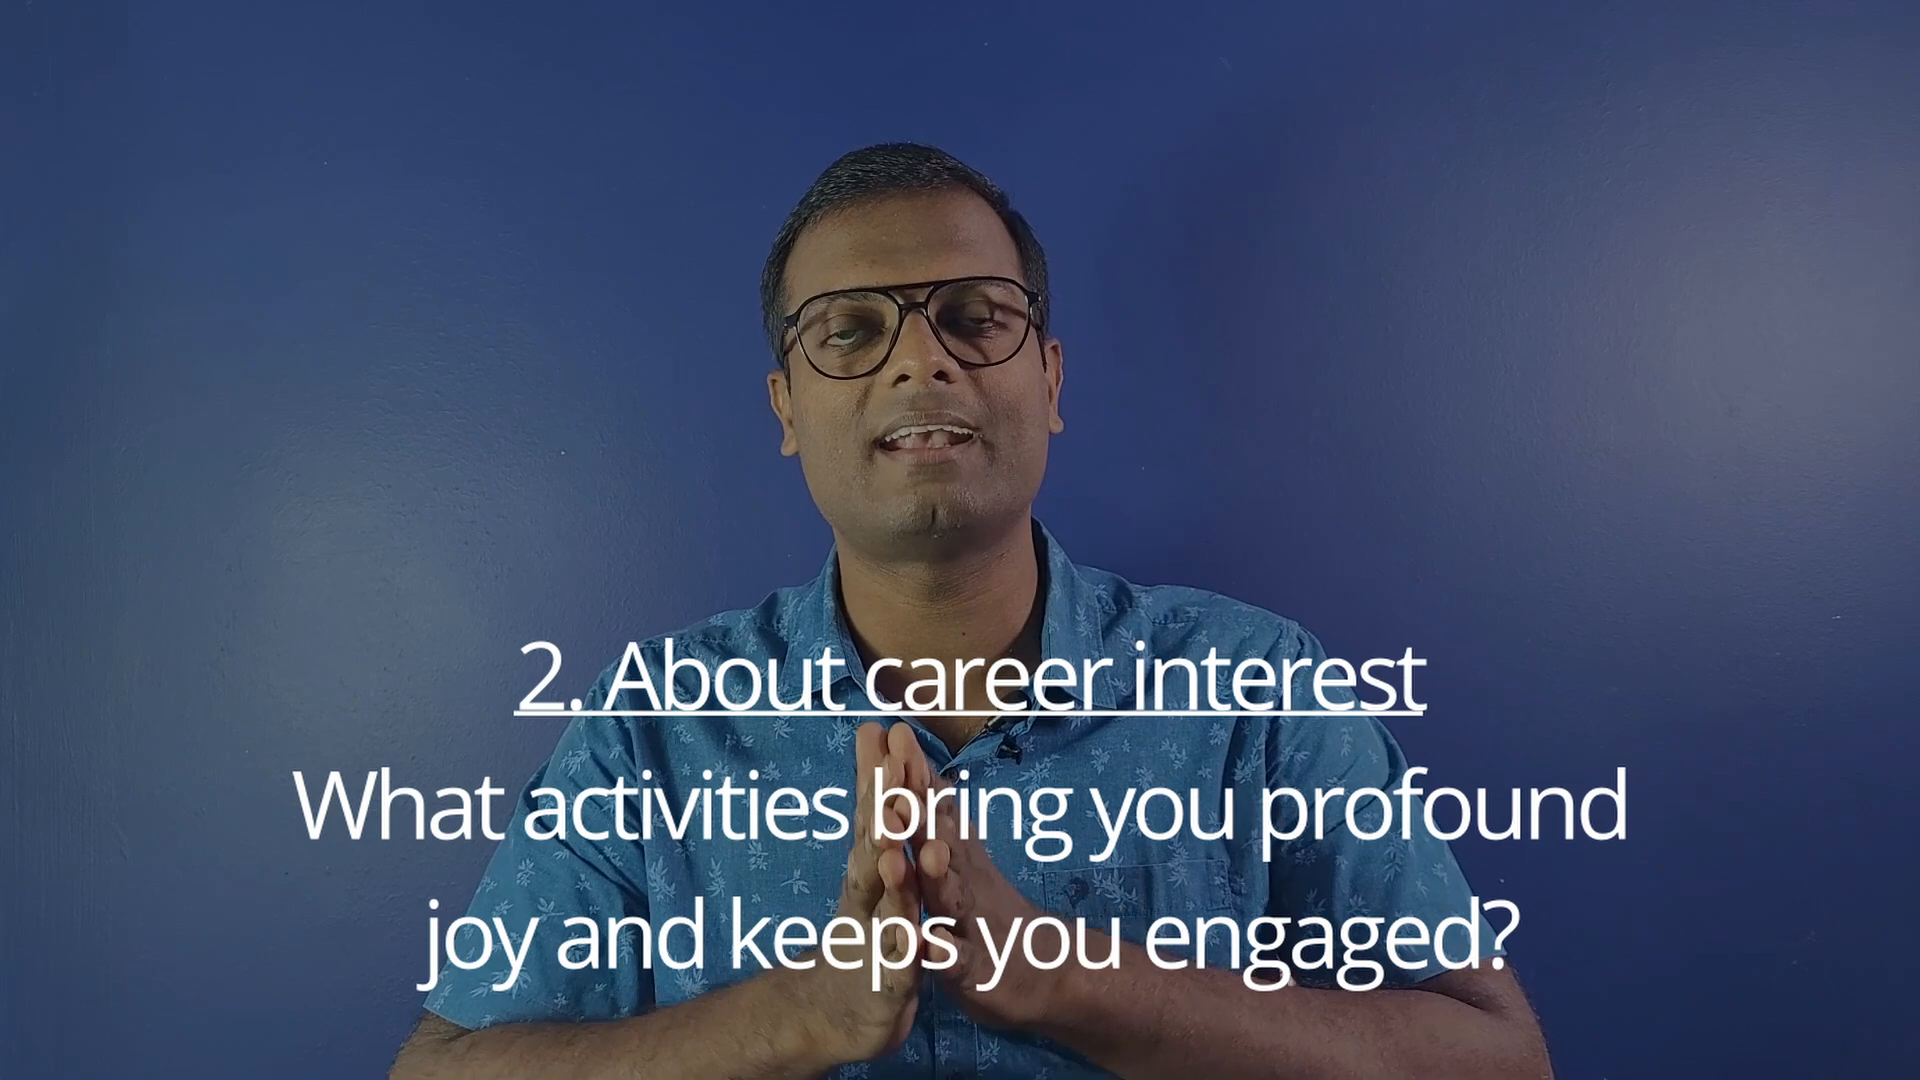 2. About career interest
What activities bring you profound
joy and keeps you engaged?